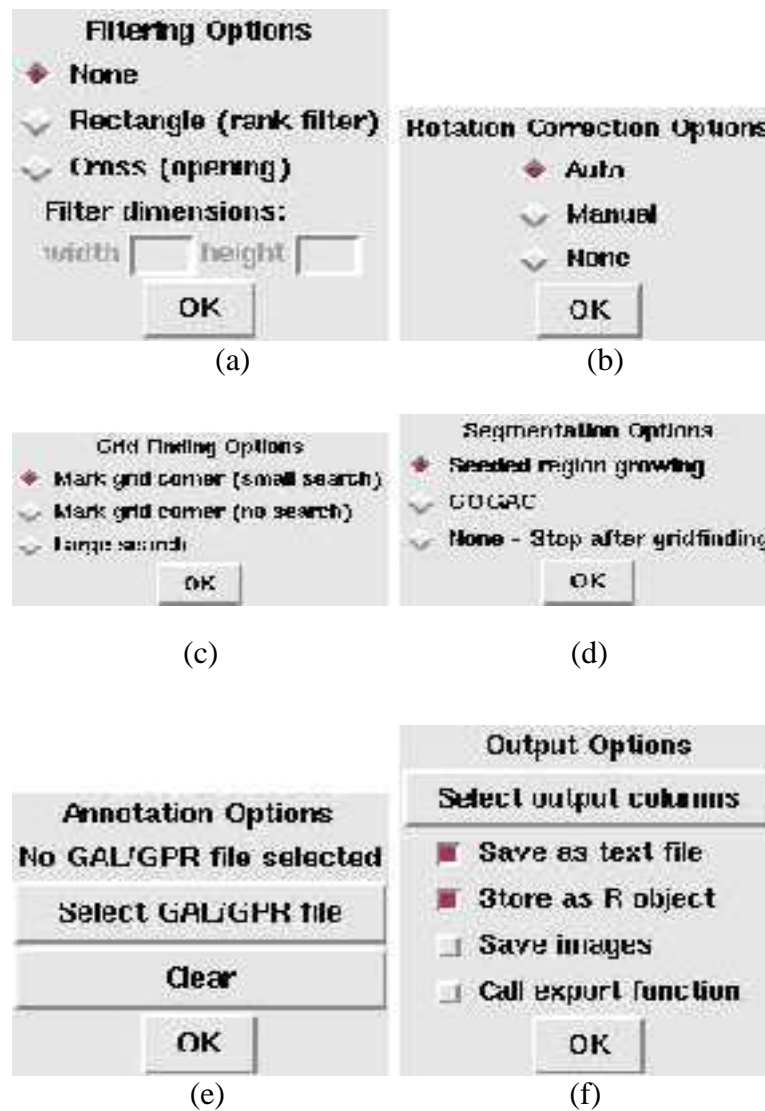 Filtering Options
None
Rectangle (rank filter)
Cross (opening)
Filter dimensions:
width height
OK
(a)
Rotation Correction Options
Auto
Manual
None
OK
(b)
Grid Finding Options
Mark grid corner (small search)
Mark grid corner (no search)
Large search
OK
(c)
Segmentation Options
Seeded region growing
GOGAC
None - Stop after gridfinding
OK
(d)
Annotation Options
No GAL/GPR file selected
Select GAL/GPR file
Clear
OK
(e)
Output Options
Select output columns
Save as text file
Store as R object
Save images
Call export function
OK
(f)